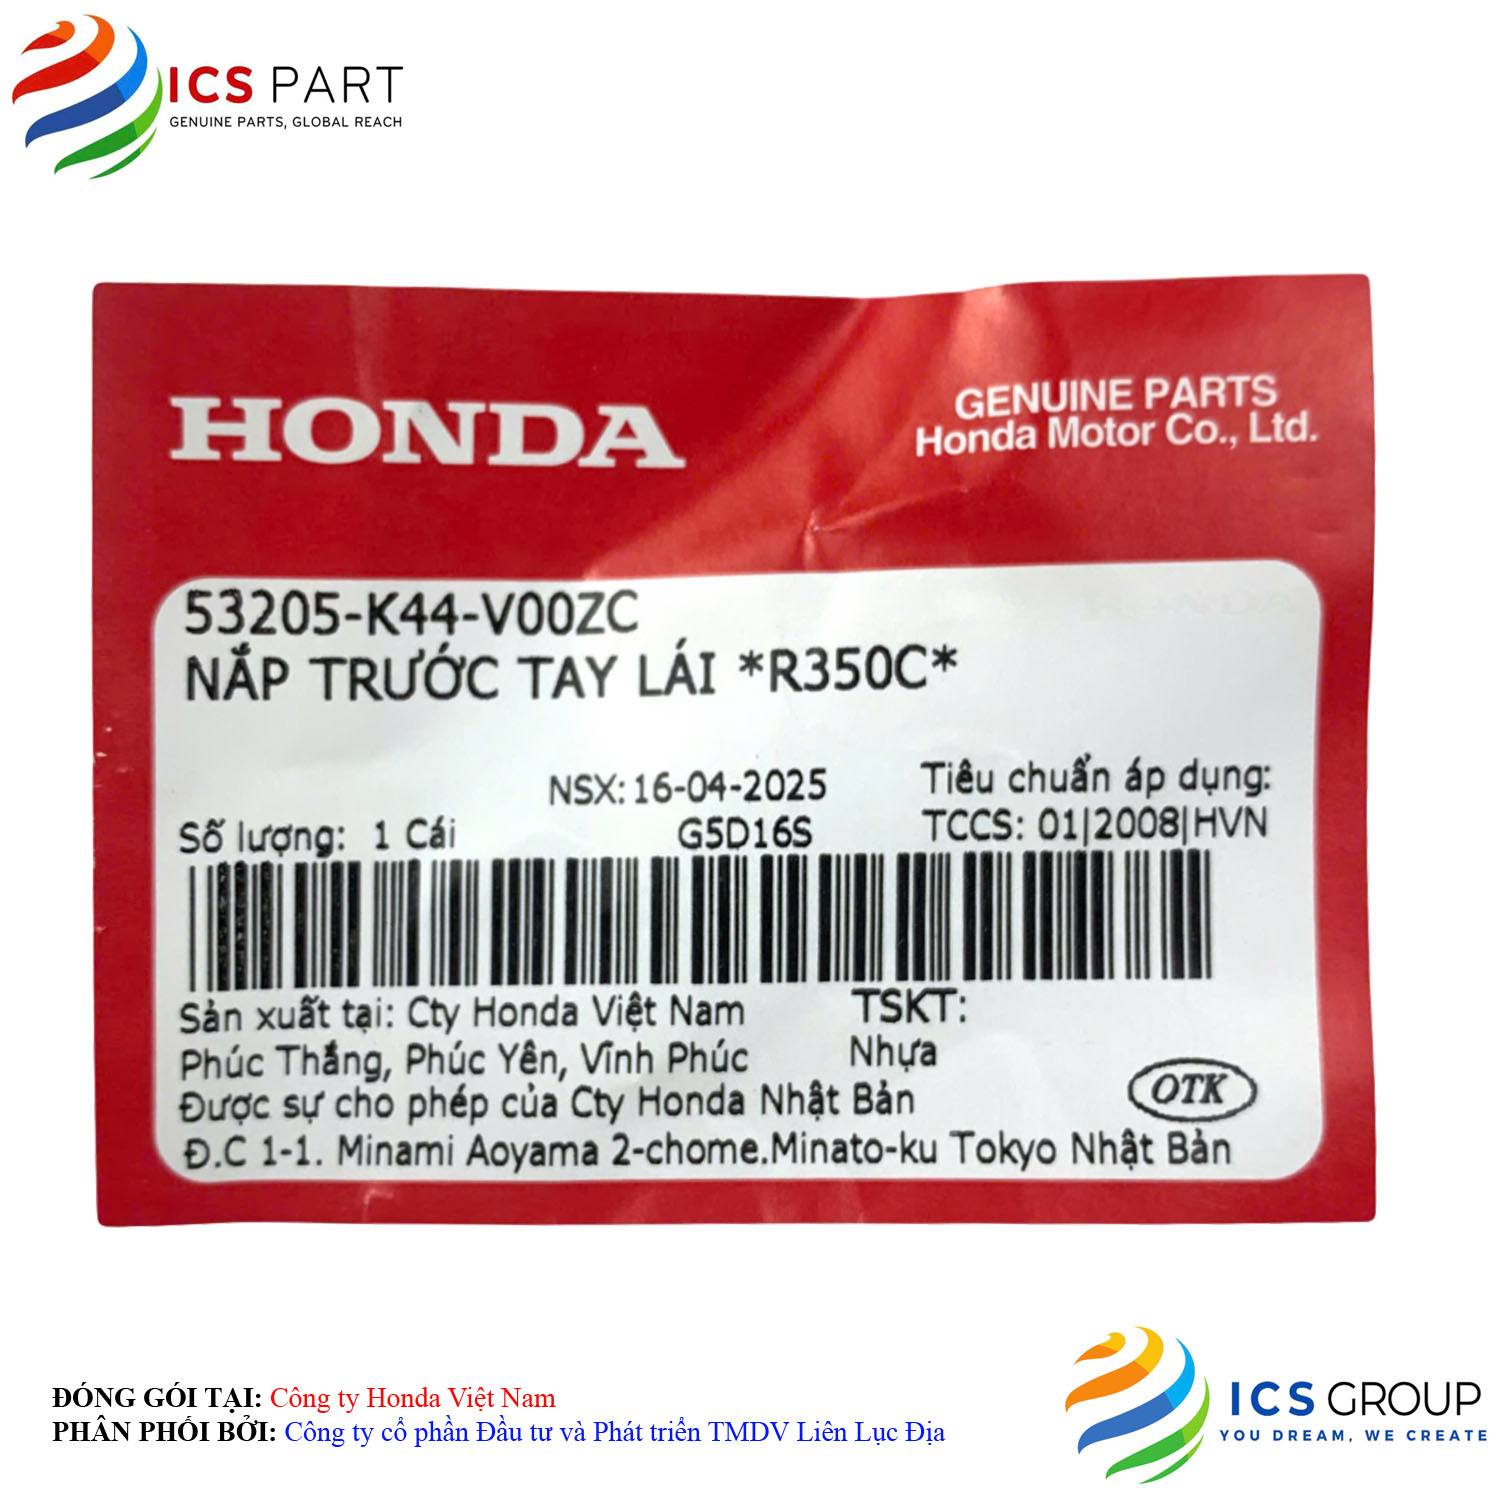 ICS PART
GENUINE PARTS, GLOBAL REACH
HONDA
GENUINE PARTS
Honda Motor Co., Ltd.
53205-K44-V00ZC
NẮP TRƯỚC TAY LÁI *R350C*
NSX: 16-04-2025
Tiêu chuẩn áp dụng:
Số lượng: 1 Cái
G5D16S
TCCS: 01|2008|HVN
Sản xuất tại: Cty Honda Việt Nam
TSKT:
Phúc Thắng, Phúc Yên, Vĩnh Phúc
Nhựa
Được sự cho phép của Cty Honda Nhật Bản
OTK
Đ.C 1-1. Minami Aoyama 2-chome.Minato-ku Tokyo Nhật Bản
ĐÓNG GÓI TẠI: Công ty Honda Việt Nam
PHÂN PHỐI BỞI: Công ty cổ phần Đầu tư và Phát triển TMDV Liên Lục Địa
ICS GROUP
YOU DREAM, WE CREATE